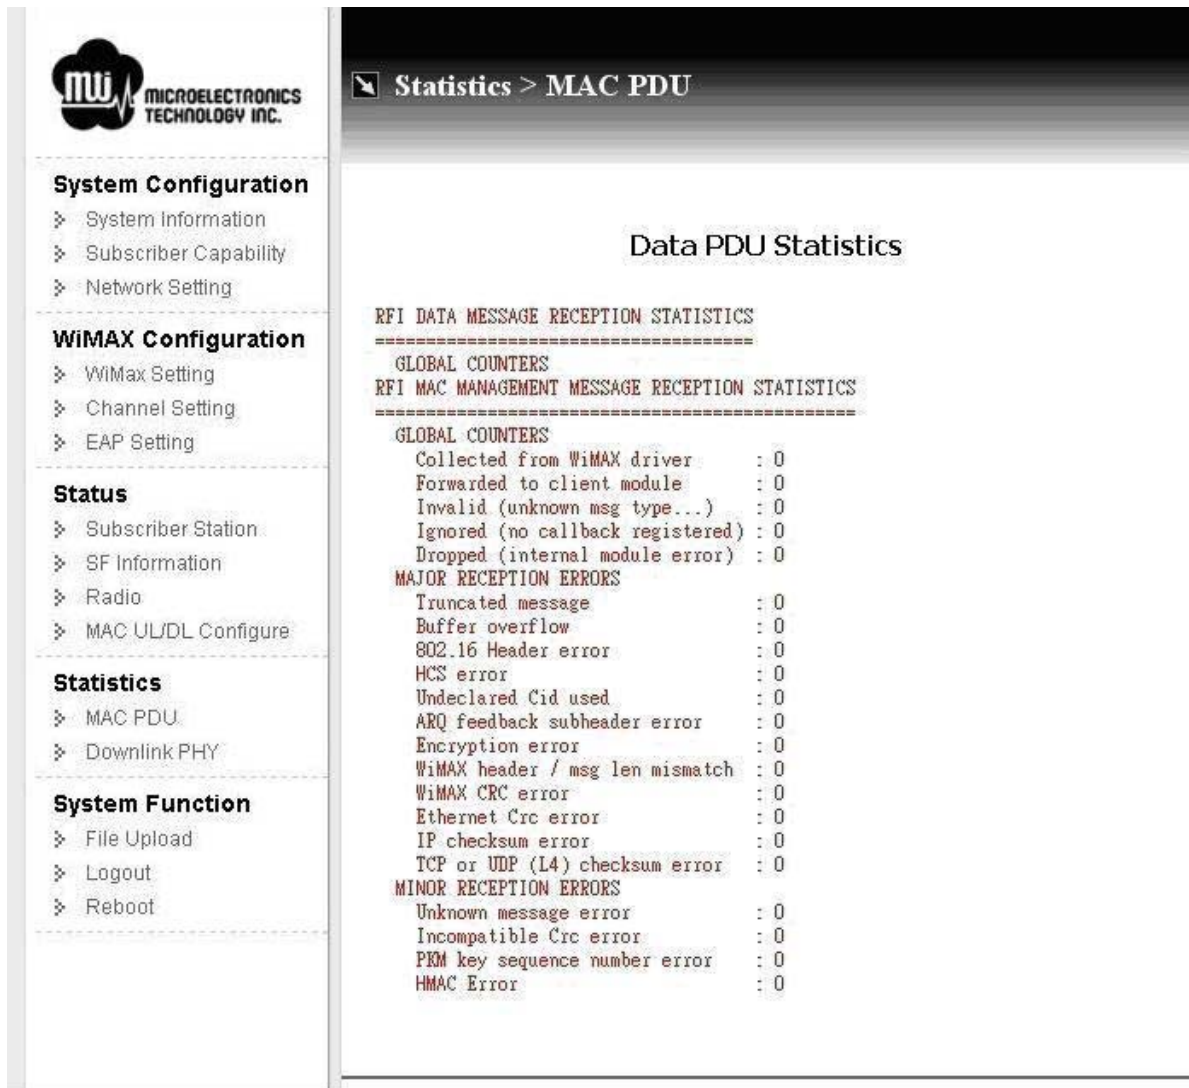 mti MICROELECTRONICS
TECHNOLOGY INC.
Statistics > MAC PDU
System Configuration
System Information
Subscriber Capability
Network Setting
WiMAX Configuration
WiMax Setting
Channel Setting
EAP Setting
Status
Subscriber Station
SF Information
Radio
MAC UL/DL Configure
Statistics
MAC PDU
Downlink PHY
System Function
File Upload
Logout
Reboot
Data PDU Statistics
RFI DATA MESSAGE RECEPTION STATISTICS
=====================================
GLOBAL COUNTERS
RFI MAC MANAGEMENT MESSAGE RECEPTION STATISTICS
===============================================
GLOBAL COUNTERS
Collected from WiMAX driver : 0
Forwarded to client module : 0
Invalid (unknown msg type...) : 0
Ignored (no callback registered) : 0
Dropped (internal module error) : 0
MAJOR RECEPTION ERRORS
Truncated message : 0
Buffer overflow : 0
802.16 Header error : 0
HCS error : 0
Undeclared Cid used : 0
ARQ feedback subheader error : 0
Encryption error : 0
WiMAX header / msg len mismatch : 0
WiMAX CRC error : 0
Ethernet Crc error : 0
IP checksum error : 0
TCP or UDP (L4) checksum error : 0
MINOR RECEPTION ERRORS
Unknown message error : 0
Incompatible Crc error : 0
PKM key sequence number error : 0
HMAC Error : 0